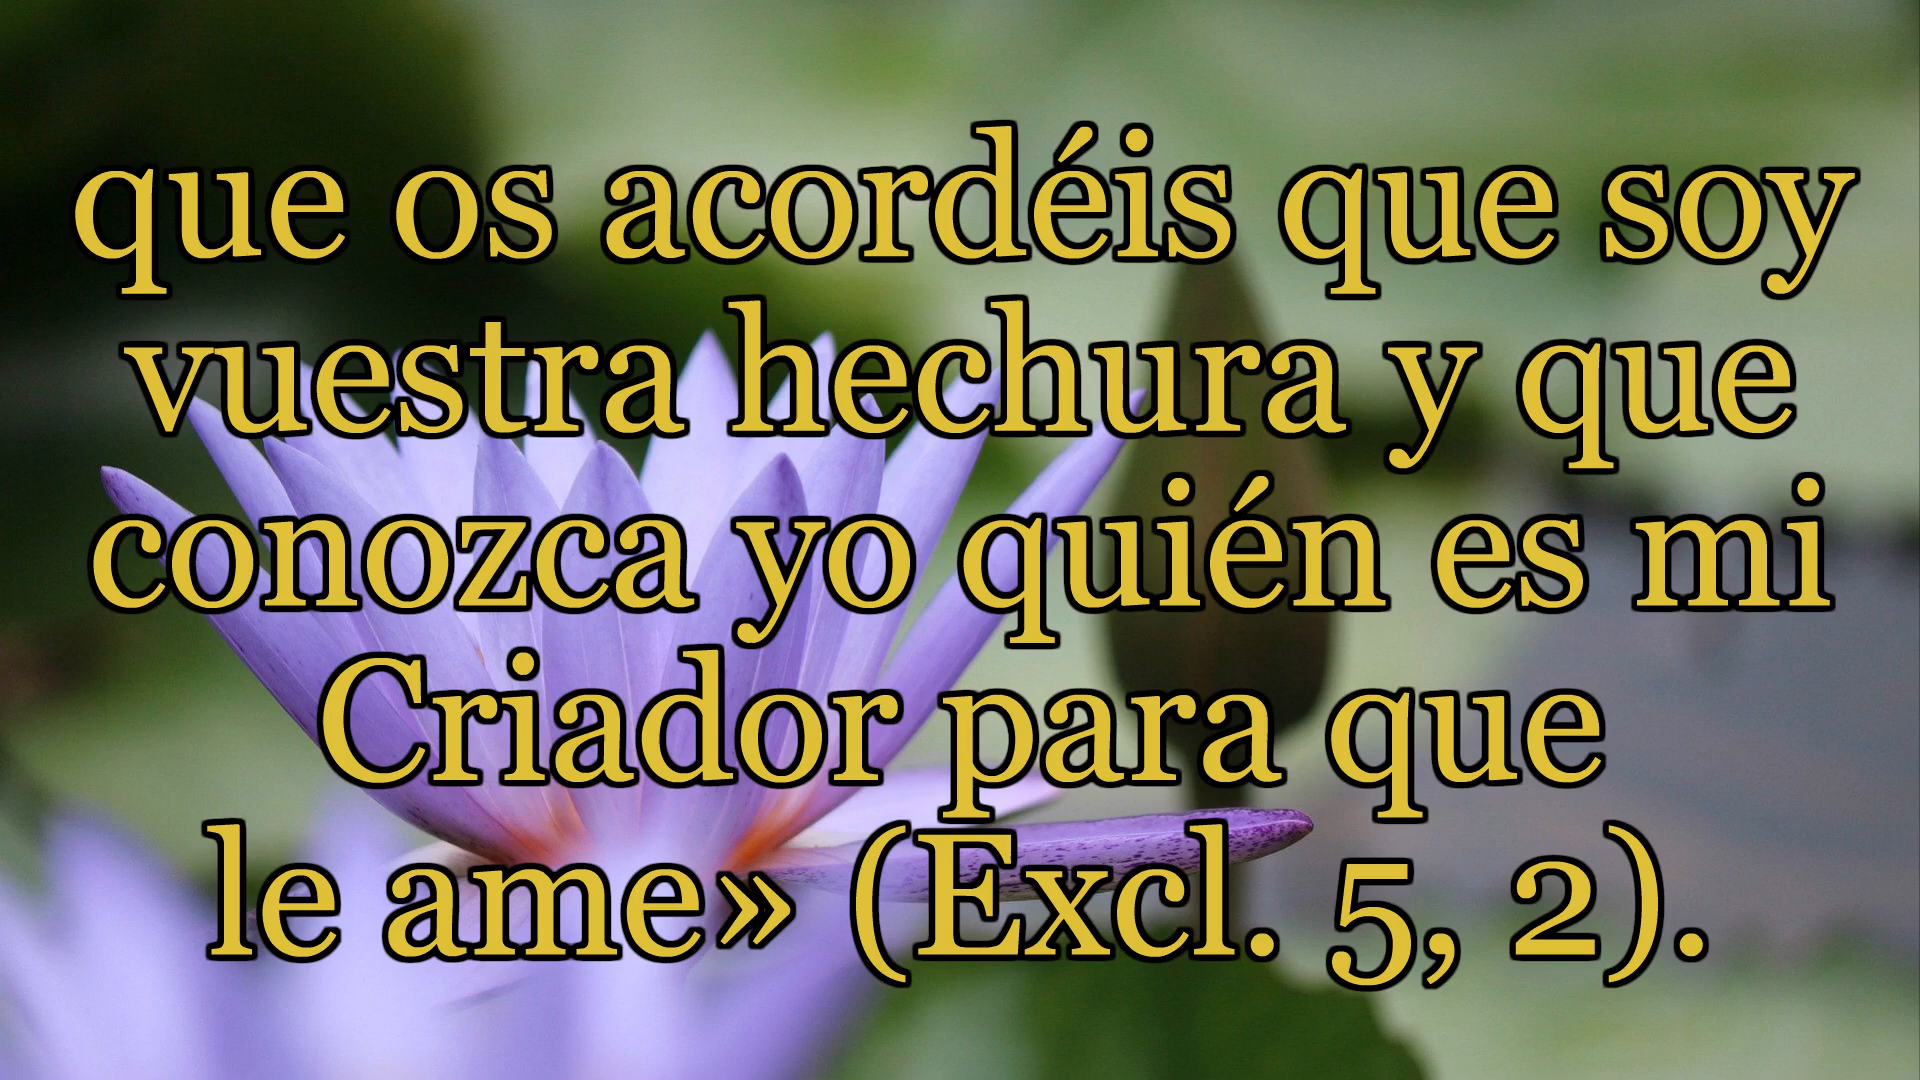 que os acordéis que soy
vuestra hechura y que
conozca yo quién es mi
Criador para que
le ame» (Excl. 5, 2).